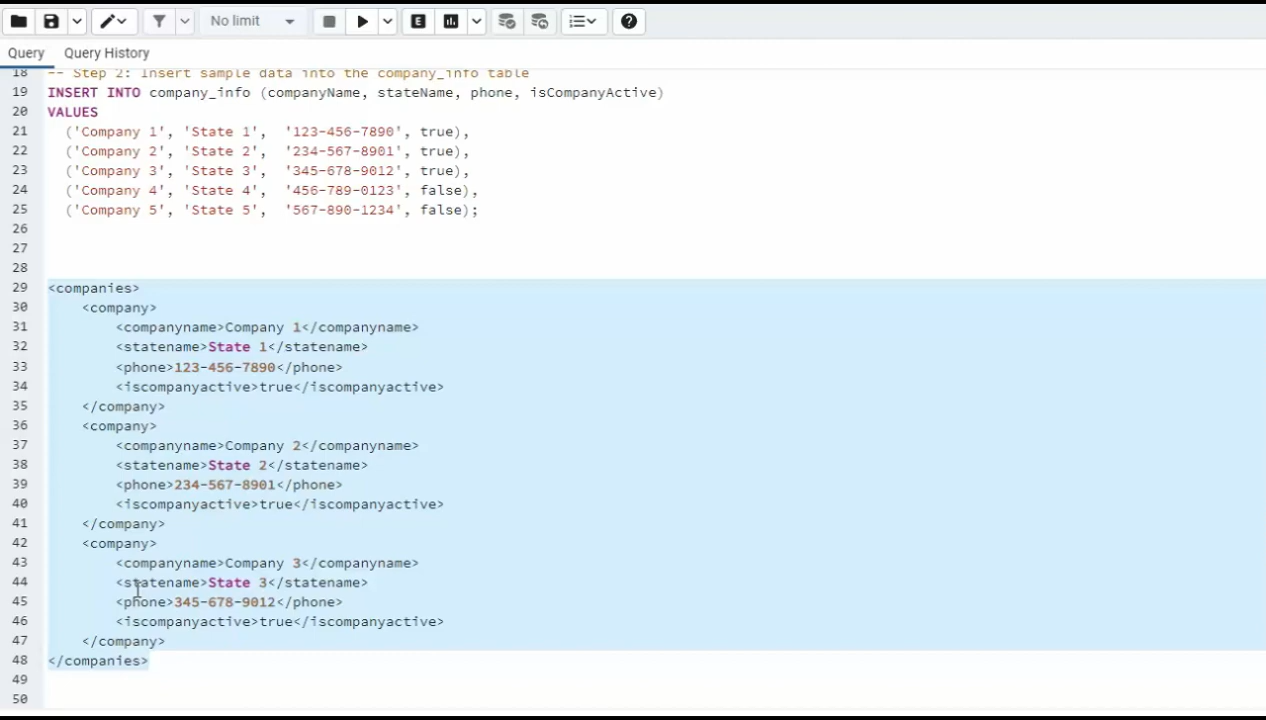 No limit
E
Query Query History
18 -- Step 2: Insert sample data into the company_info table
19 INSERT INTO company_info (companyName, stateName, phone, isCompanyActive)
20 VALUES
21 ('Company 1', 'State 1', '123-456-7890', true),
22 ('Company 2', 'State 2', '234-567-8901', true),
23 ('Company 3', 'State 3', '345-678-9012', true),
24 ('Company 4', 'State 4', '456-789-0123', false),
25 ('Company 5', 'State 5', '567-890-1234', false);
26
27
28
29 <companies>
30 <company>
31 <companyname>Company 1</companyname>
32 <statename>State 1</statename>
33 <phone>123-456-7890</phone>
34 <iscompanyactive>true</iscompanyactive>
35 </company>
36 <company>
37 <companyname>Company 2</companyname>
38 <statename>State 2</statename>
39 <phone>234-567-8901</phone>
40 <iscompanyactive>true</iscompanyactive>
41 </company>
42 <company>
43 <companyname>Company 3</companyname>
44 <statename>State 3</statename>
45 <phone>345-678-9012</phone>
46 <iscompanyactive>true</iscompanyactive>
47 </company>
48 </companies>
49
50